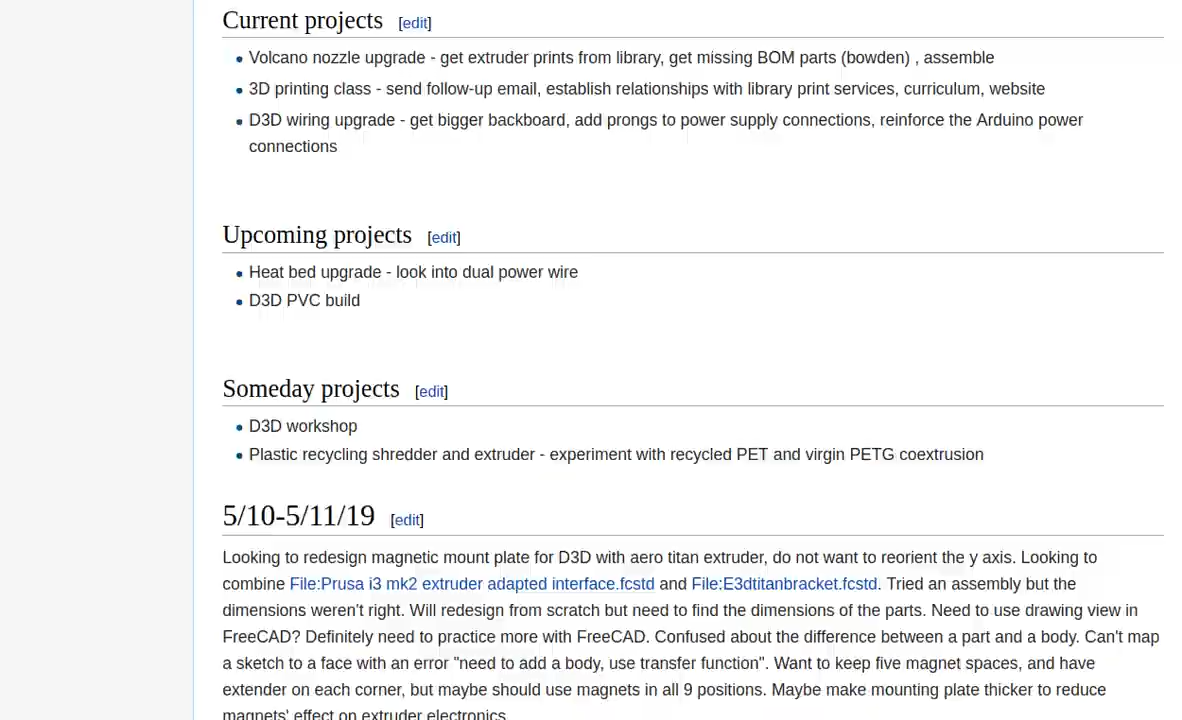 Current projects [edit]
Volcano nozzle upgrade - get extruder prints from library, get missing BOM parts (bowden) , assemble
3D printing class - send follow-up email, establish relationships with library print services, curriculum, website
D3D wiring upgrade - get bigger backboard, add prongs to power supply connections, reinforce the Arduino power
connections
Upcoming projects [edit]
Heat bed upgrade - look into dual power wire
D3D PVC build
Someday projects [edit]
D3D workshop
Plastic recycling shredder and extruder - experiment with recycled PET and virgin PETG coextrusion
5/10-5/11/19 [edit]
Looking to redesign magnetic mount plate for D3D with aero titan extruder, do not want to reorient the y axis. Looking to
combine File:Prusa i3 mk2 extruder adapted interface.fcstd and File:E3dtitanbracket.fcstd. Tried an assembly but the
dimensions weren't right. Will redesign from scratch but need to find the dimensions of the parts. Need to use drawing view in
FreeCAD? Definitely need to practice more with FreeCAD. Confused about the difference between a part and a body. Can't map
a sketch to a face with an error "need to add a body, use transfer function". Want to keep five magnet spaces, and have
extender on each corner, but maybe should use magnets in all 9 positions. Maybe make mounting plate thicker to reduce
magnets' effect on extruder electronics.